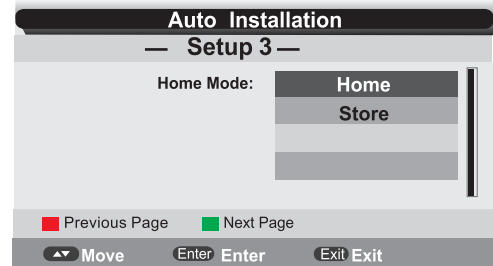 Auto Installation
— Setup 3 —
Home Mode: Home
Store
Previous Page Next Page
Move Enter Enter Exit Exit